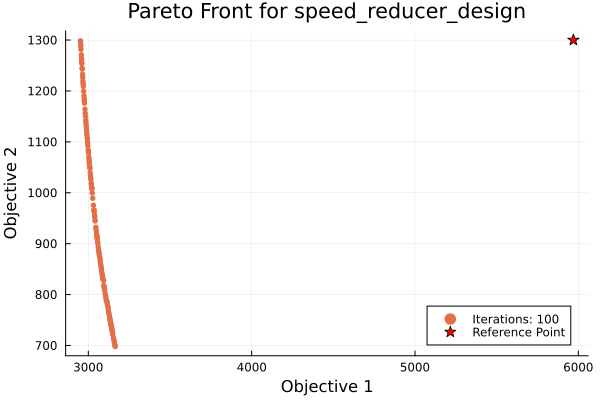 Pareto Front for speed_reducer_design
Objective 2
1300
1200
1100
1000
900
800
700
3000
4000
5000
6000
Objective 1
Iterations: 100
Reference Point